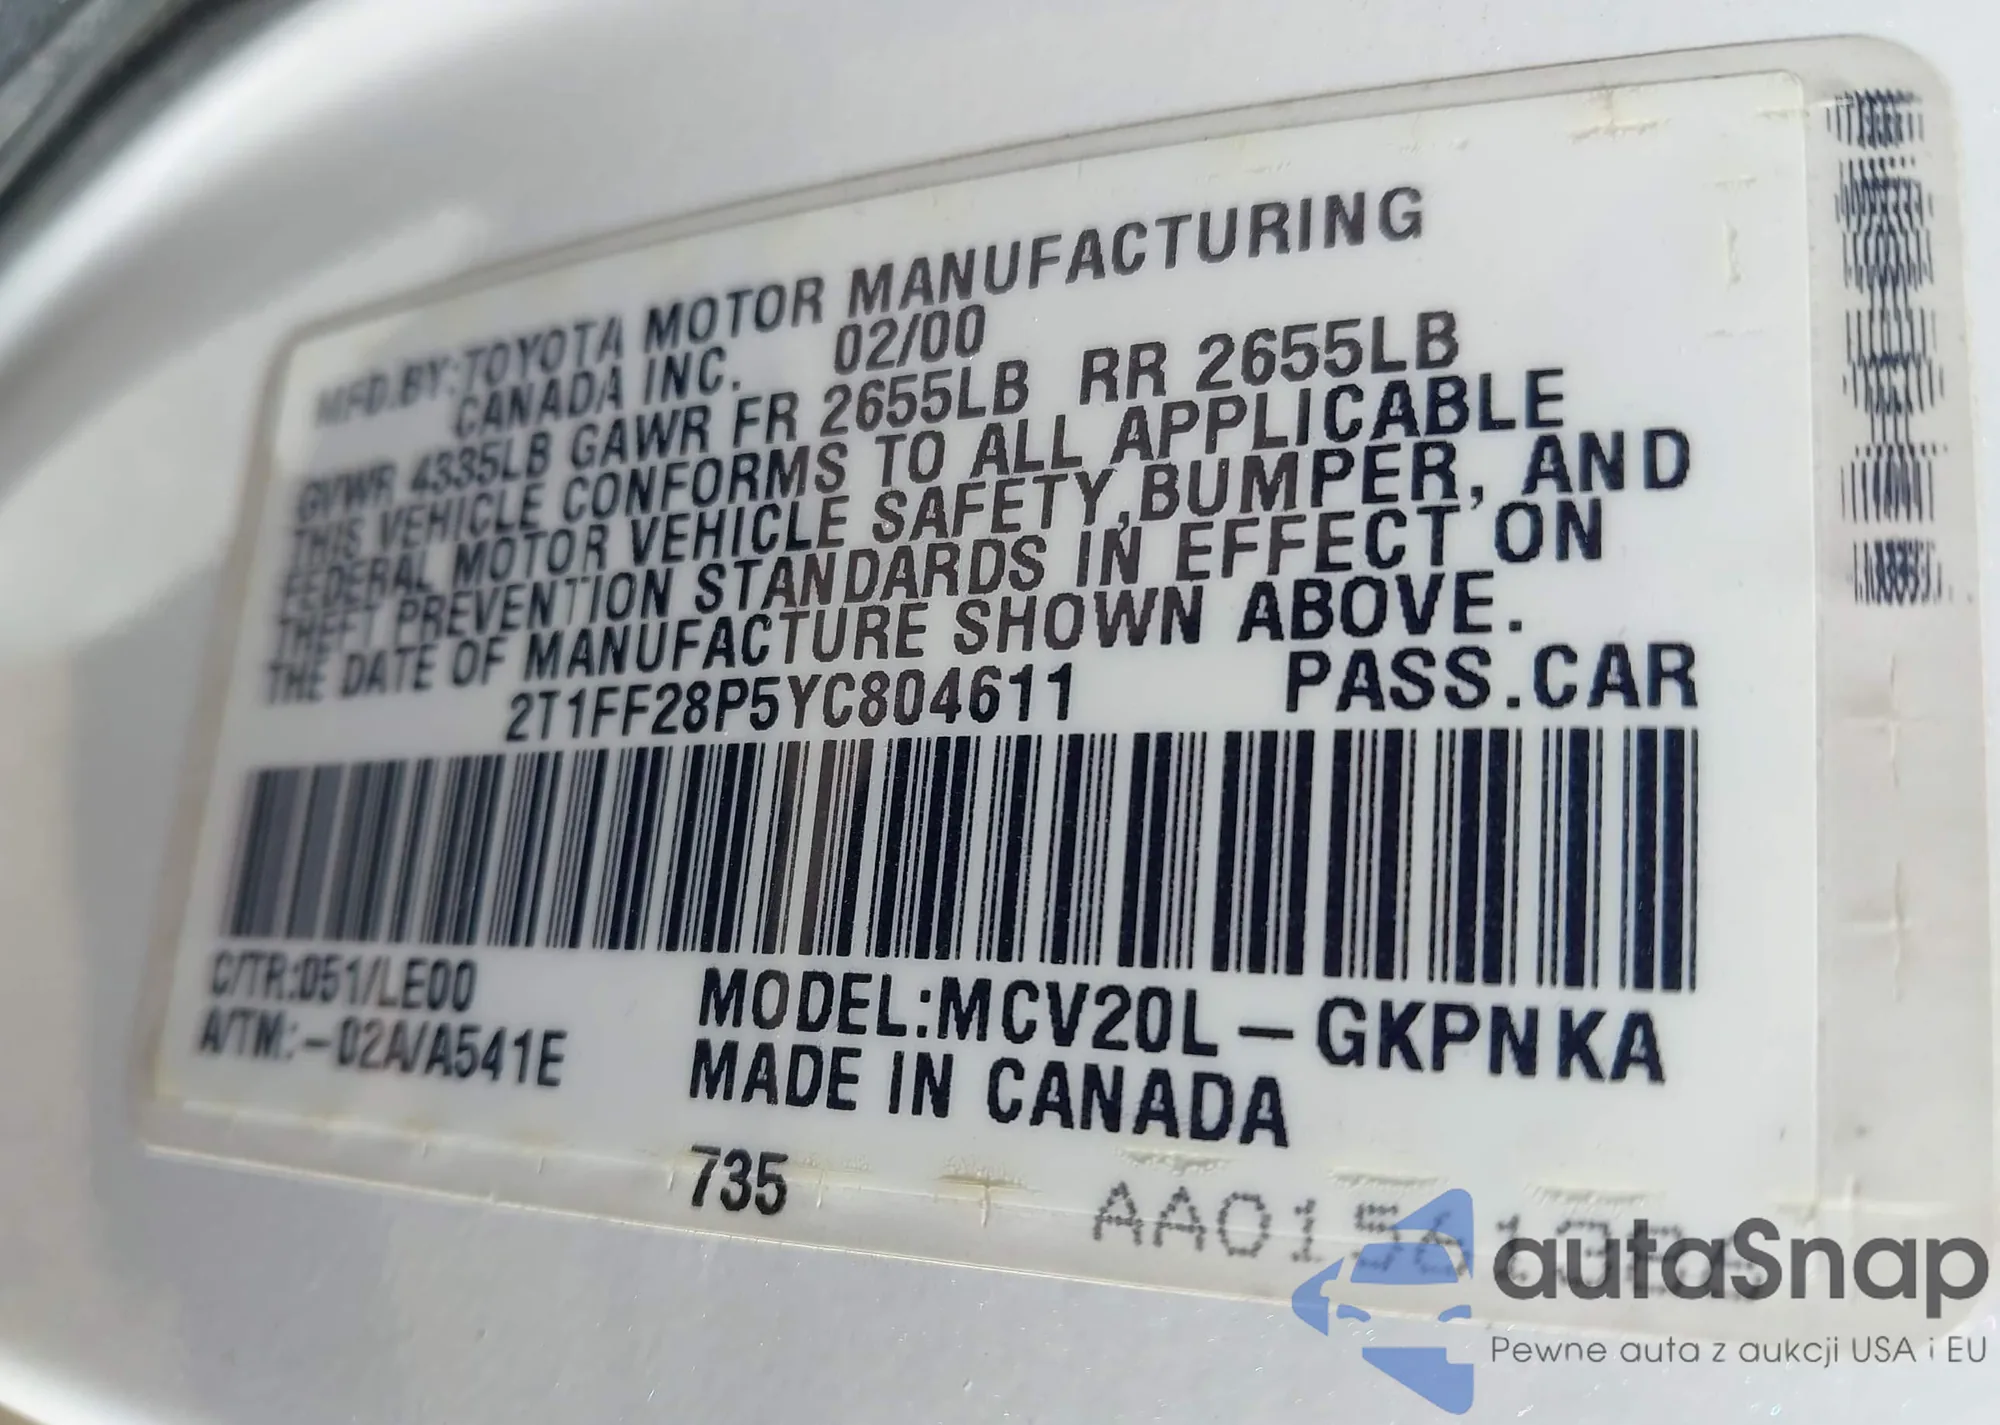 MFD.BY:TOYOTA MOTOR MANUFACTURING
CANADA INC. 02/00
GVWR 4335LB GAWR FR 2655LB RR 2655LB
THIS VEHICLE CONFORMS TO ALL APPLICABLE
FEDERAL MOTOR VEHICLE SAFETY,BUMPER, AND
THEFT PREVENTION STANDARDS IN EFFECT ON
THE DATE OF MANUFACTURE SHOWN ABOVE.
2T1FF28P5YC804611 PASS.CAR
C/TR:051/LE00
A/TM:-02A/A541E
MODEL:MCV20L-GKPNKA
MADE IN CANADA
735
autaSnap
Pewne auta z aukcji USA i EU